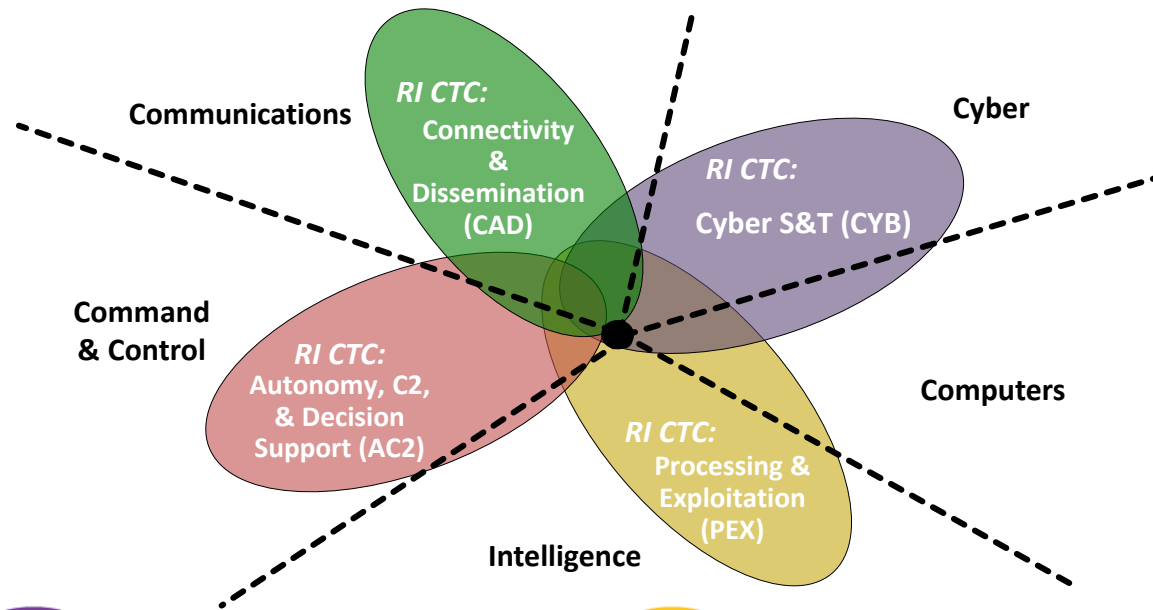 Communications
RI CTC:
Connectivity
&
Dissemination
(CAD)
Cyber
RI CTC:
Cyber S&T (CYB)
Command
& Control
RI CTC:
Autonomy, C2,
& Decision
Support (AC2)
Computers
RI CTC:
Processing &
Exploitation
(PEX)
Intelligence